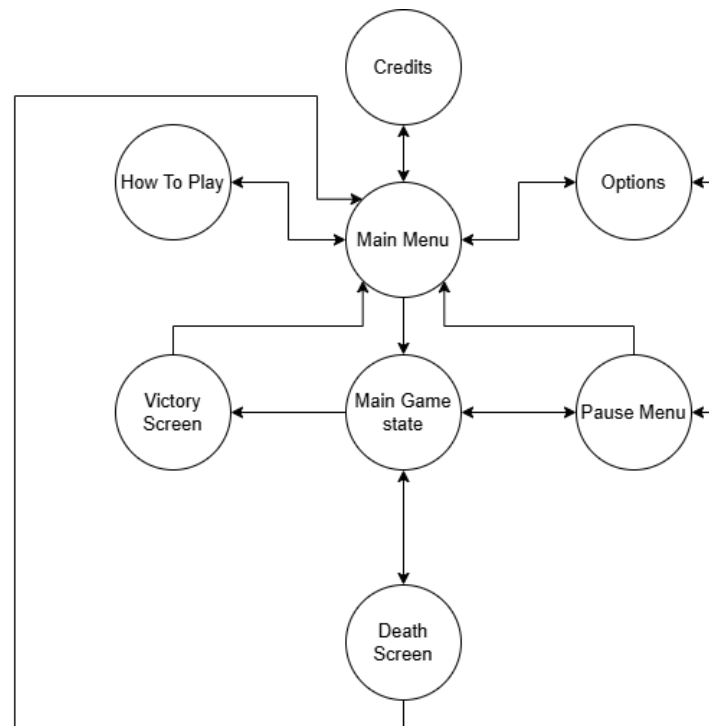 Credits
How To Play
Options
Main Menu
Victory
Screen
Main Game
state
Pause Menu
Death
Screen